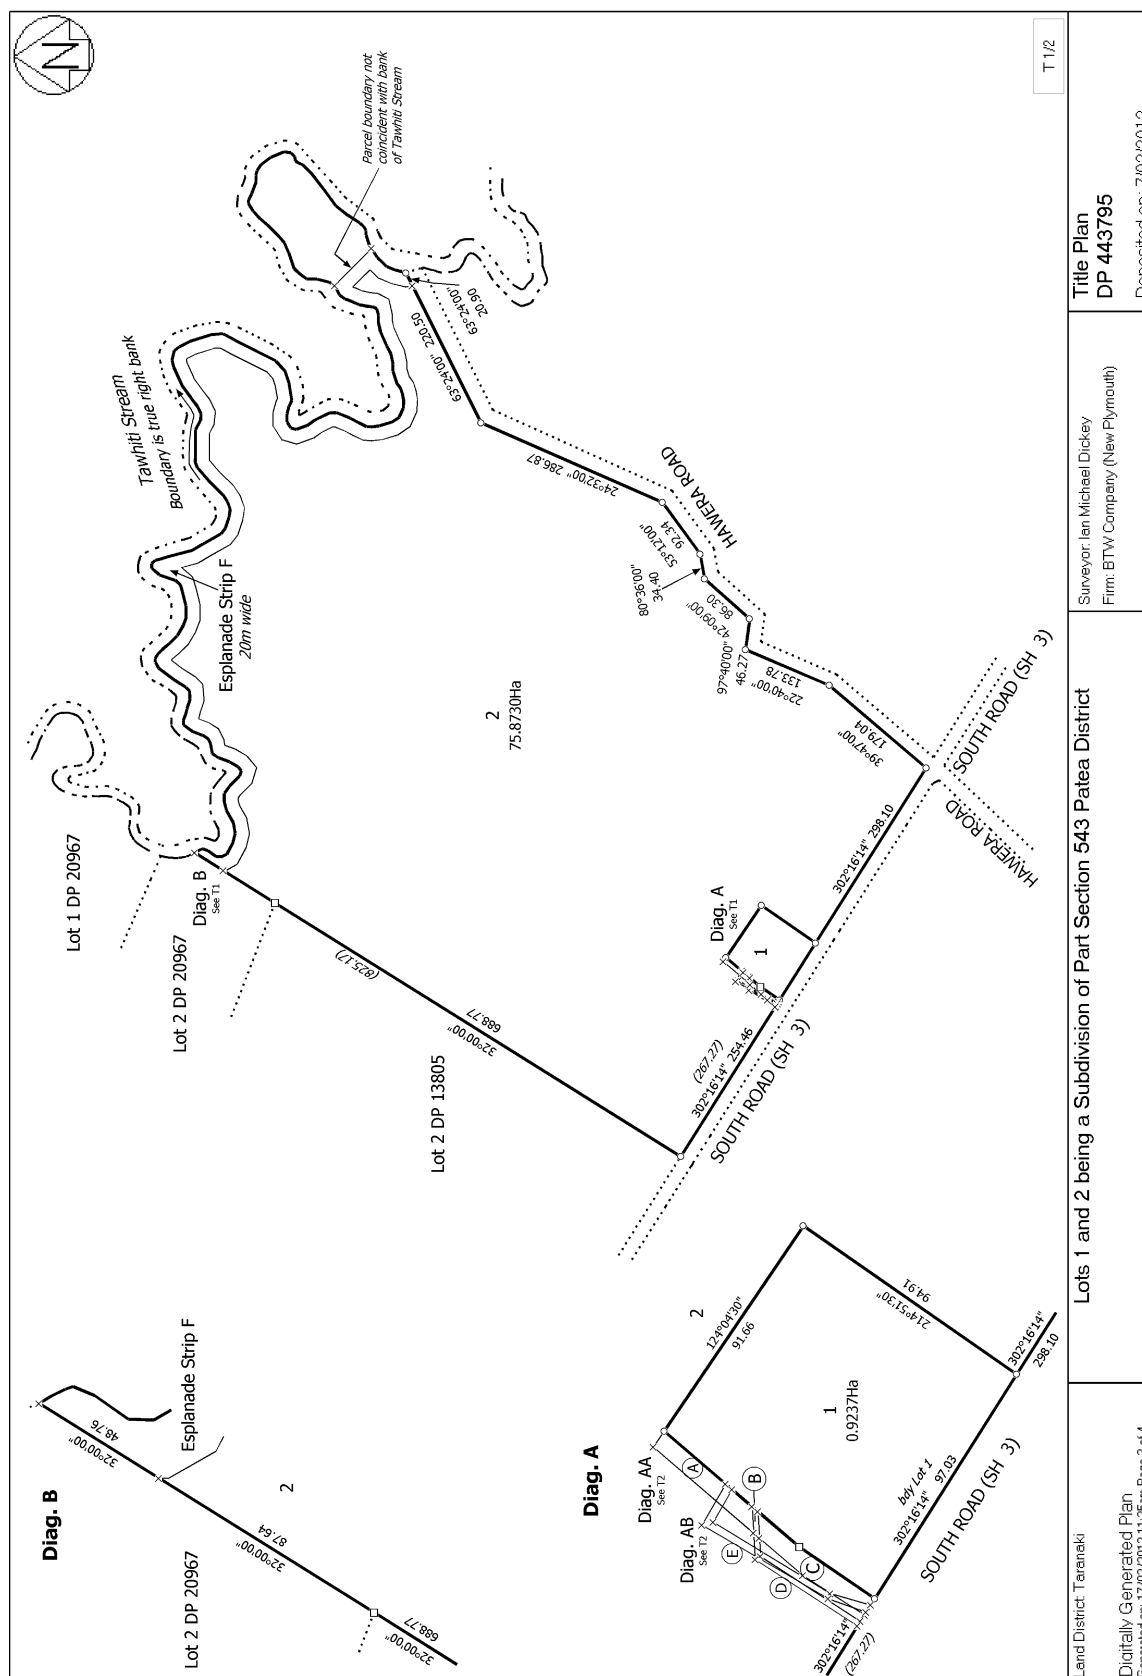 N
T 1/2
Parcel boundary not
coincident with bank
of Tawhiti Stream
Tawhiti Stream
Boundary is true right bank
Esplanade Strip F
20m wide
Lot 1 DP 20967
Diag. B
See T1
Lot 2 DP 20967
(825.17)
32°00'00" 688.77
Lot 2 DP 13805
2
75.8730Ha
63°24'00"
20.90
63°24'00" 220.50
24°32'00" 286.87
HAWERA ROAD
53°12'00"
92.34
80°36'00"
34.40
42°09'00"
86.30
97°40'00"
46.27
22°40'00"
133.78
39°47'00"
179.04
SOUTH ROAD (SH 3)
HAWERA ROAD
302°16'14" 298.10
Diag. A
See T1
1
(267.27)
302°16'14" 254.46
SOUTH ROAD (SH 3)
Diag. B
32°00'00" 48.76
Esplanade Strip F
32°00'00" 87.64
2
Lot 2 DP 20967
32°00'00" 688.77
Diag. A
Diag. AA
See T2
Diag. AB
See T2
A
B
C
D
E
2
124°04'30"
91.66
214°51'30"
94.91
1
0.9237Ha
bdy Lot 1
302°16'14" 97.03
302°16'14"
298.10
SOUTH ROAD (SH 3)
302°16'14"
(267.27)
Land District: Taranaki
Digitally Generated Plan
Lots 1 and 2 being a Subdivision of Part Section 543 Patea District
Surveyor: Ian Michael Dickey
Firm: BTW Company (New Plymouth)
Title Plan
DP 443795
Deposited on: 7/02/2012